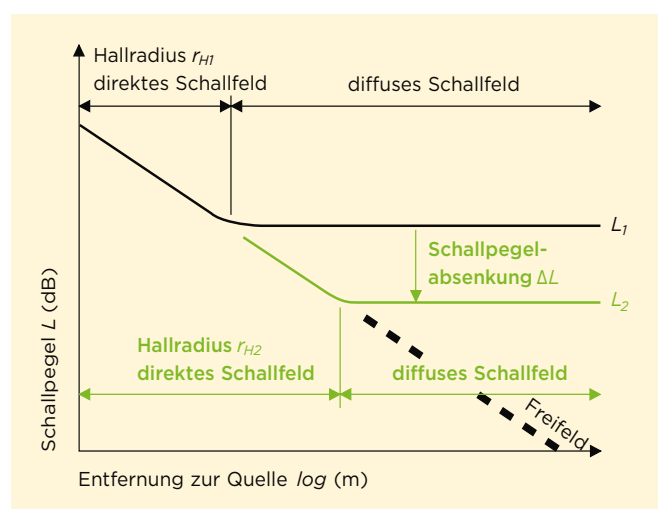 Hallradius rH1
direktes Schallfeld
diffuses Schallfeld
L1
Schallpegel-
absenkung ΔL
L2
Hallradius rH2
direktes Schallfeld
diffuses Schallfeld
Freifeld
Schallpegel L (dB)
Entfernung zur Quelle log (m)